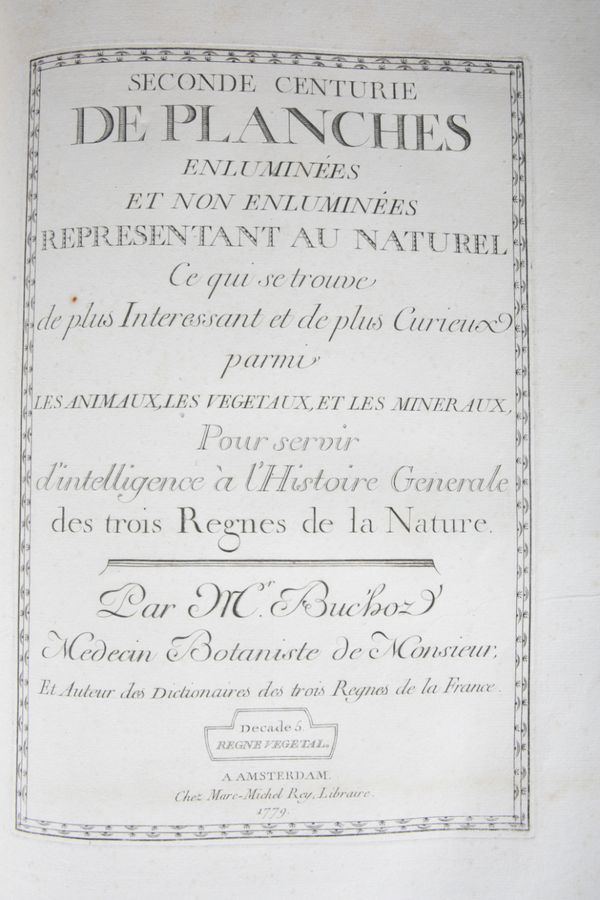 SECONDE CENTURIE
DE PLANCHES
ENLUMINÉES
ET NON ENLUMINÉES
REPRESENTANT AU NATUREL
Ce qui se trouve
de plus Interessant et de plus Curieux
parmi
LES ANIMAUX, LES VEGETAUX, ET LES MINERAUX,
Pour servir
d'intelligence à l'Histoire Generale
des trois Regnes de la Nature.
Par Mr. Buc'hoz
Medecin Botaniste de Monsieur,
Et Auteur des Dictionaires des trois Regnes de la France.
Decade 5.
REGNE VEGETAL.
A AMSTERDAM.
Chez Marc-Michel Rey, Libraire.
1779.